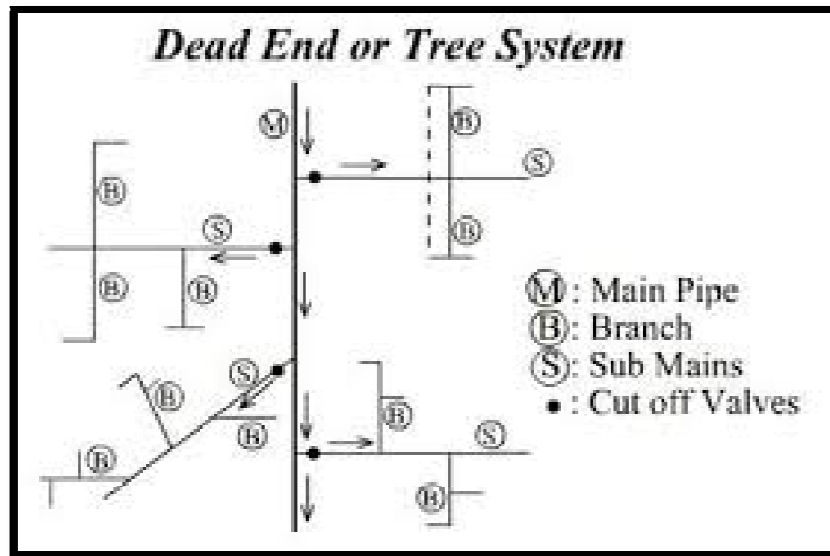 Dead End or Tree System
M
B
S
B
S
B
B
B
B
S
B
B
B
S
B
B
M : Main Pipe
B : Branch
S : Sub Mains
• : Cut off Valves